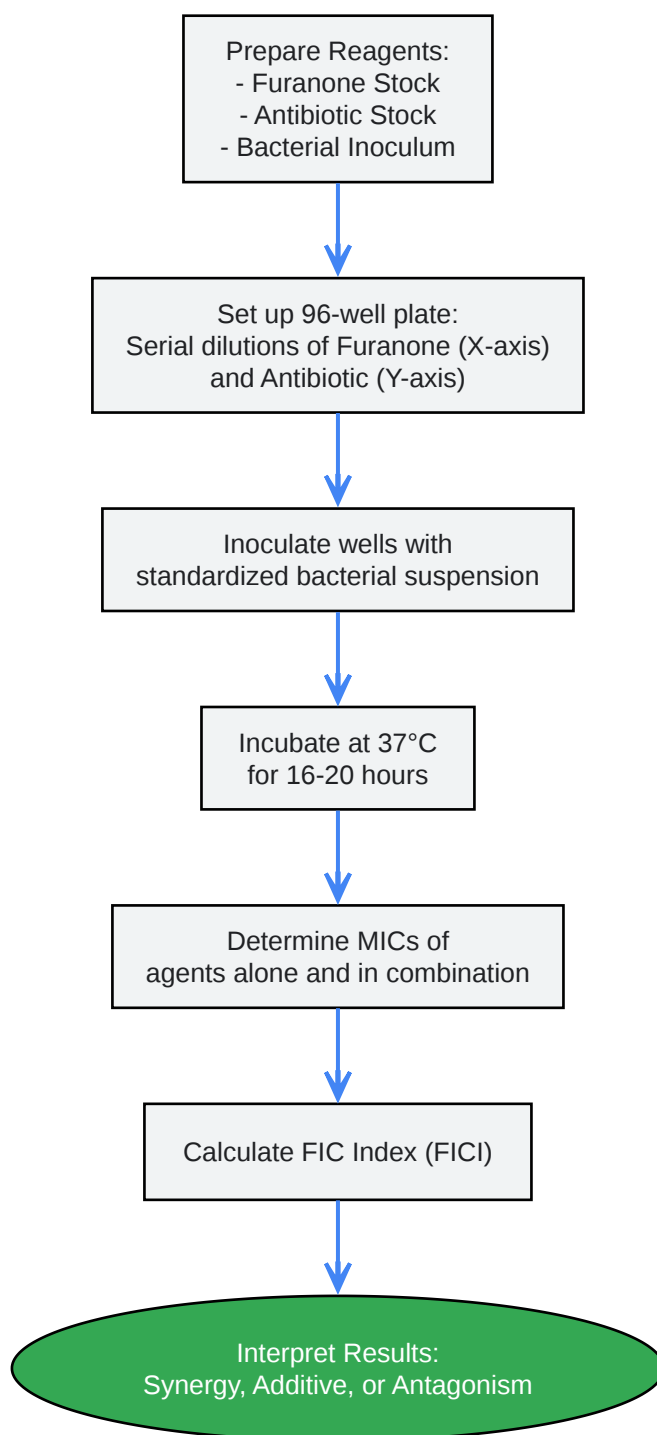 Prepare Reagents:
- Furanone Stock
- Antibiotic Stock
- Bacterial Inoculum
Set up 96-well plate:
Serial dilutions of Furanone (X-axis)
and Antibiotic (Y-axis)
Inoculate wells with
standardized bacterial suspension
Incubate at 37°C
for 16-20 hours
Determine MICs of
agents alone and in combination
Calculate FIC Index (FICI)
Interpret Results:
Synergy, Additive, or Antagonism